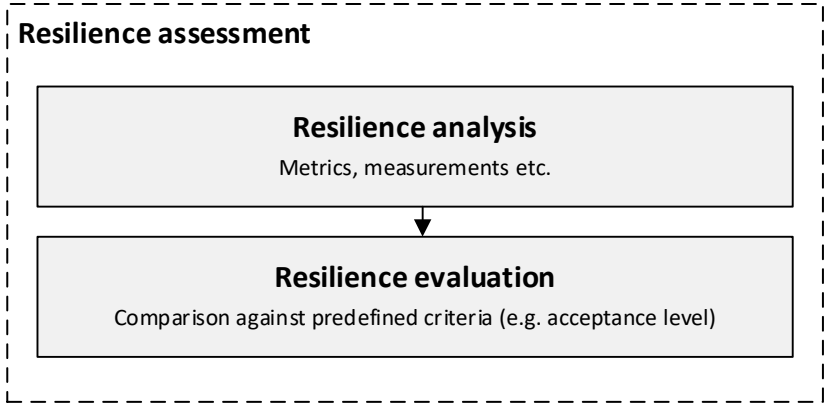 Resilience assessment
Resilience analysis
Metrics, measurements etc.
Resilience evaluation
Comparison against predefined criteria (e.g. acceptance level)